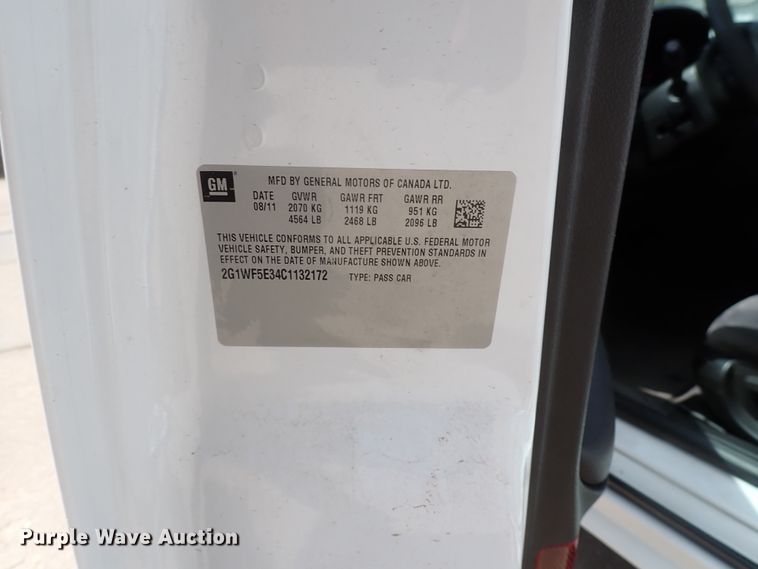 GM
MFD BY GENERAL MOTORS OF CANADA LTD.
DATE GVWR GAWR FRT GAWR RR
08/11 2070 KG 1119 KG 951 KG
4564 LB 2468 LB 2096 LB
THIS VEHICLE CONFORMS TO ALL APPLICABLE U.S. FEDERAL MOTOR
VEHICLE SAFETY, BUMPER, AND THEFT PREVENTION STANDARDS IN
EFFECT ON THE DATE OF MANUFACTURE SHOWN ABOVE.
2G1WF5E34C1132172 TYPE: PASS CAR
Purple Wave Auction